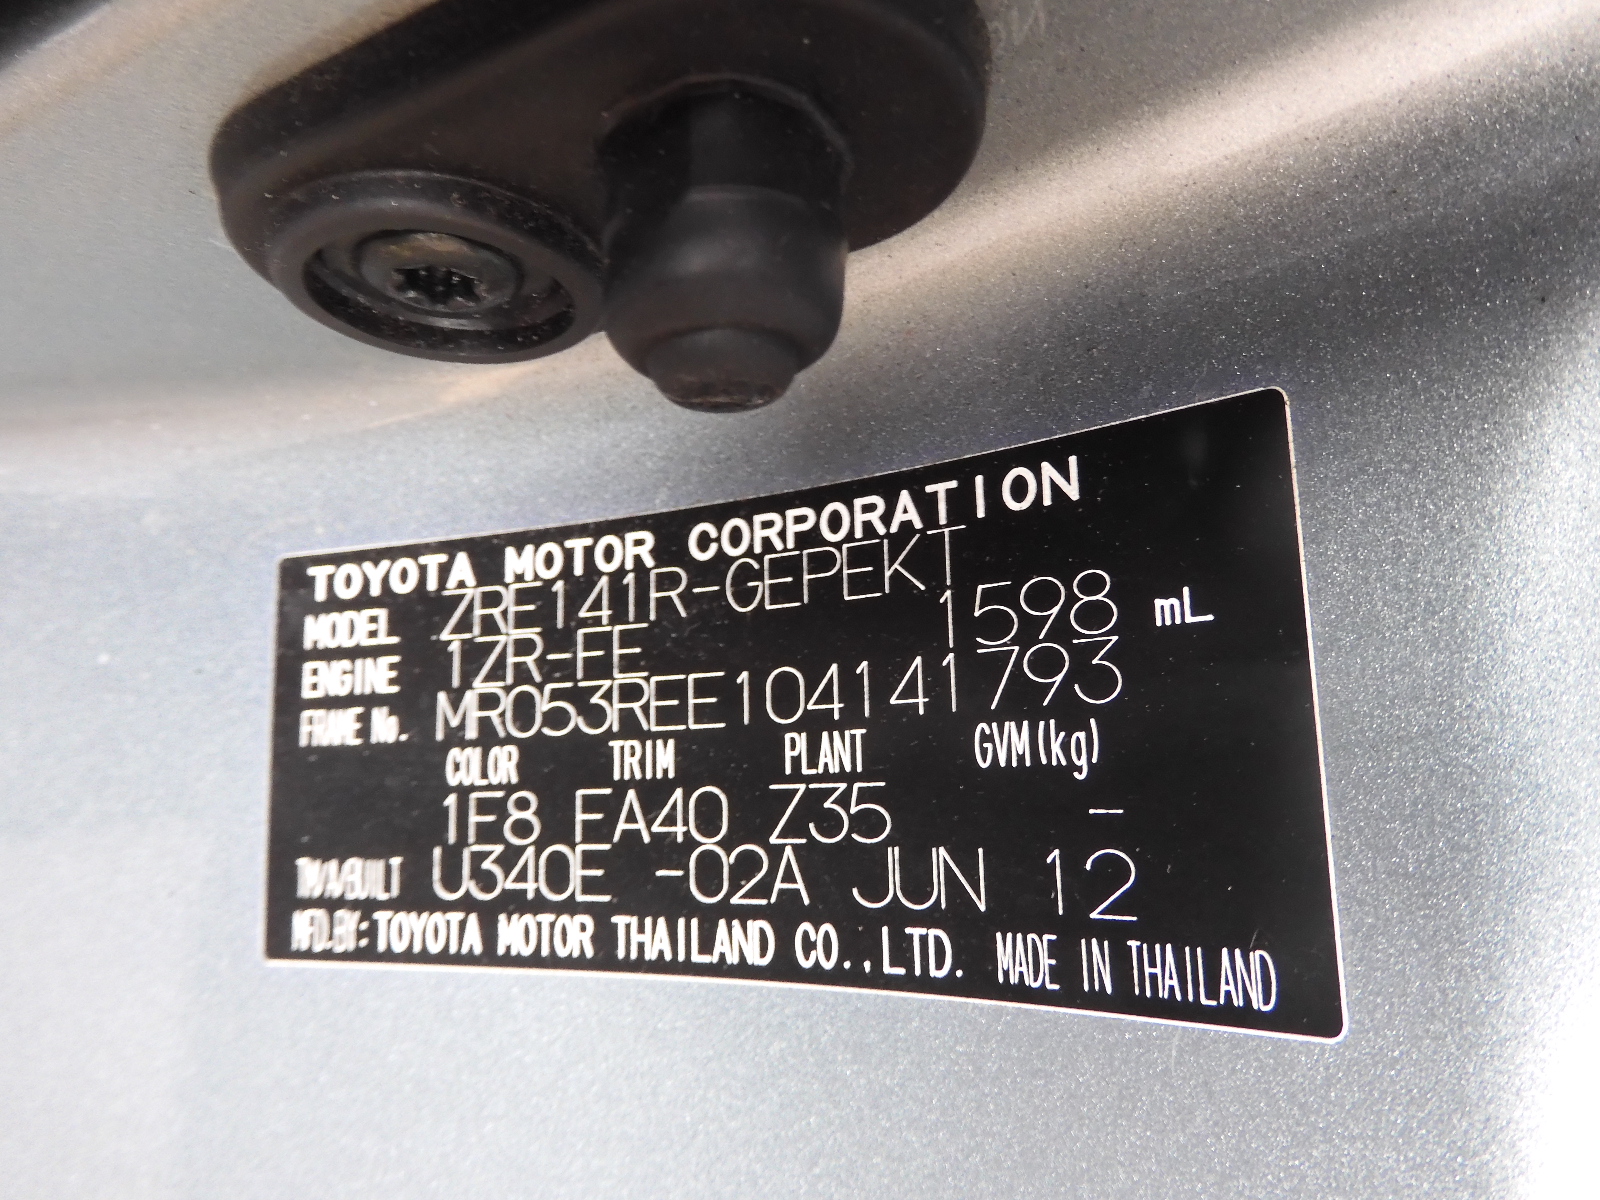 TOYOTA MOTOR CORPORATION
MODEL ZRE141R-GEPEKT
ENGINE 1ZR-FE 1598 mL
FRAME No. MR053REE104141793
COLOR TRIM PLANT GVM(kg)
1F8 FA40 Z35 -
TM/A/BUILT U340E -02A JUN 12
MFD.BY:TOYOTA MOTOR THAILAND CO.,LTD. MADE IN THAILAND